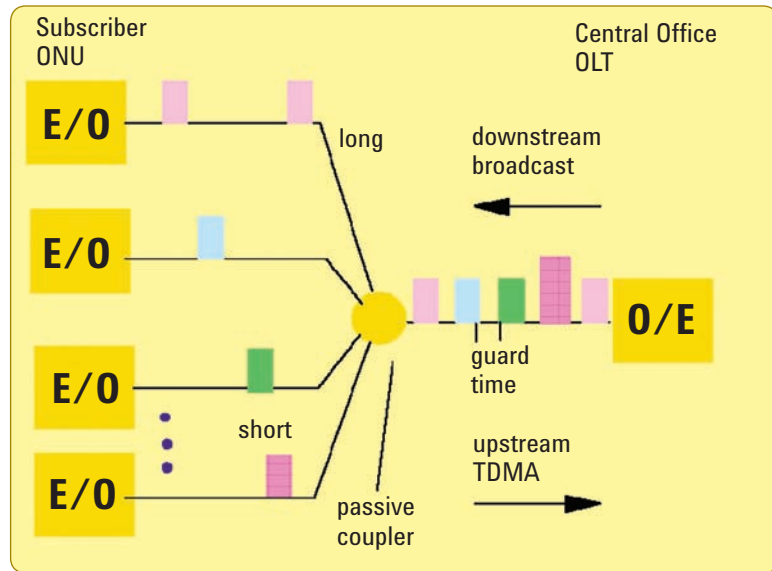 Subscriber
ONU
Central Office
OLT
E/O
long
downstream
broadcast
E/O
O/E
guard
time
E/O
short
upstream
TDMA
E/O
passive
coupler